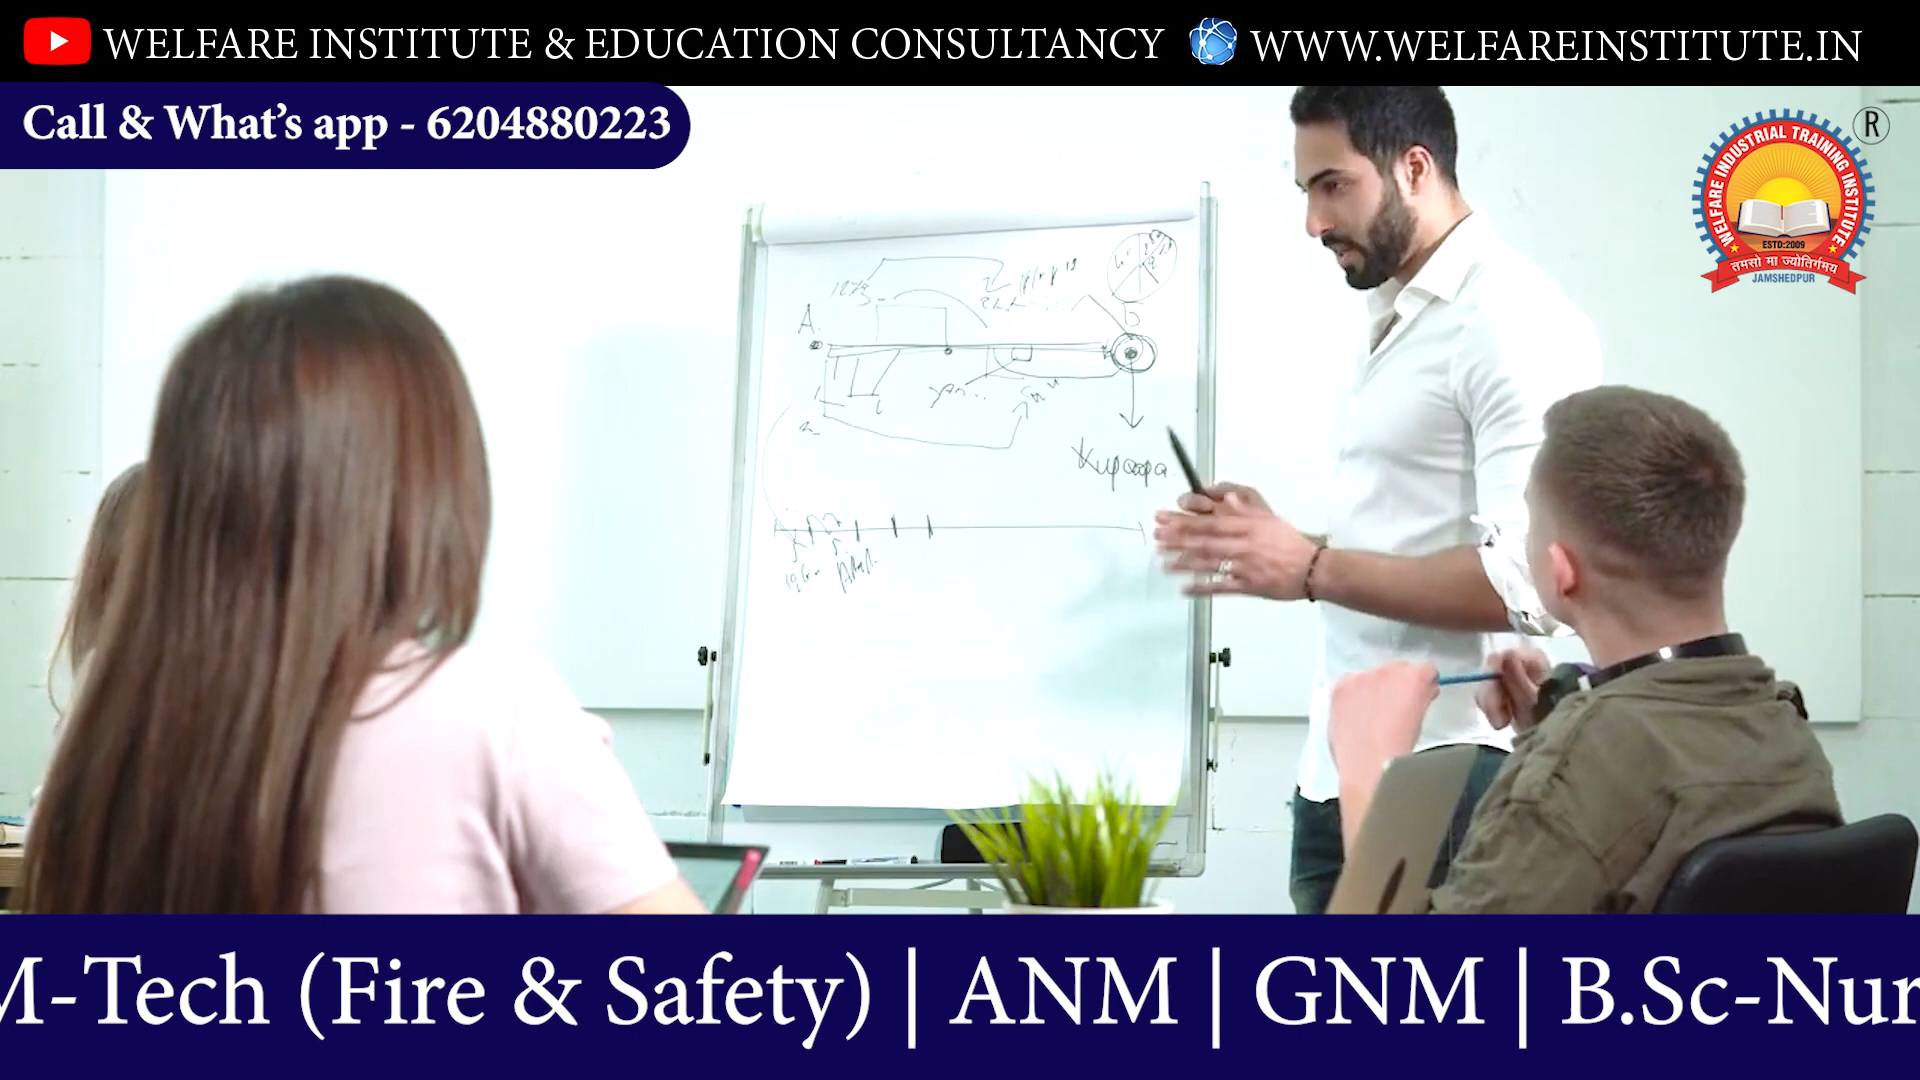 WELFARE INSTITUTE & EDUCATION CONSULTANCY WWW.WELFAREINSTITUTE.IN
Call & What's app - 6204880223
R
WELFARE INDUSTRIAL TRAINING INSTITUTE
ESTD:2009
तमसो मा ज्योतिर्गमय
JAMSHEDPUR
A.
M-Tech (Fire & Safety) | ANM | GNM | B.Sc-Nur